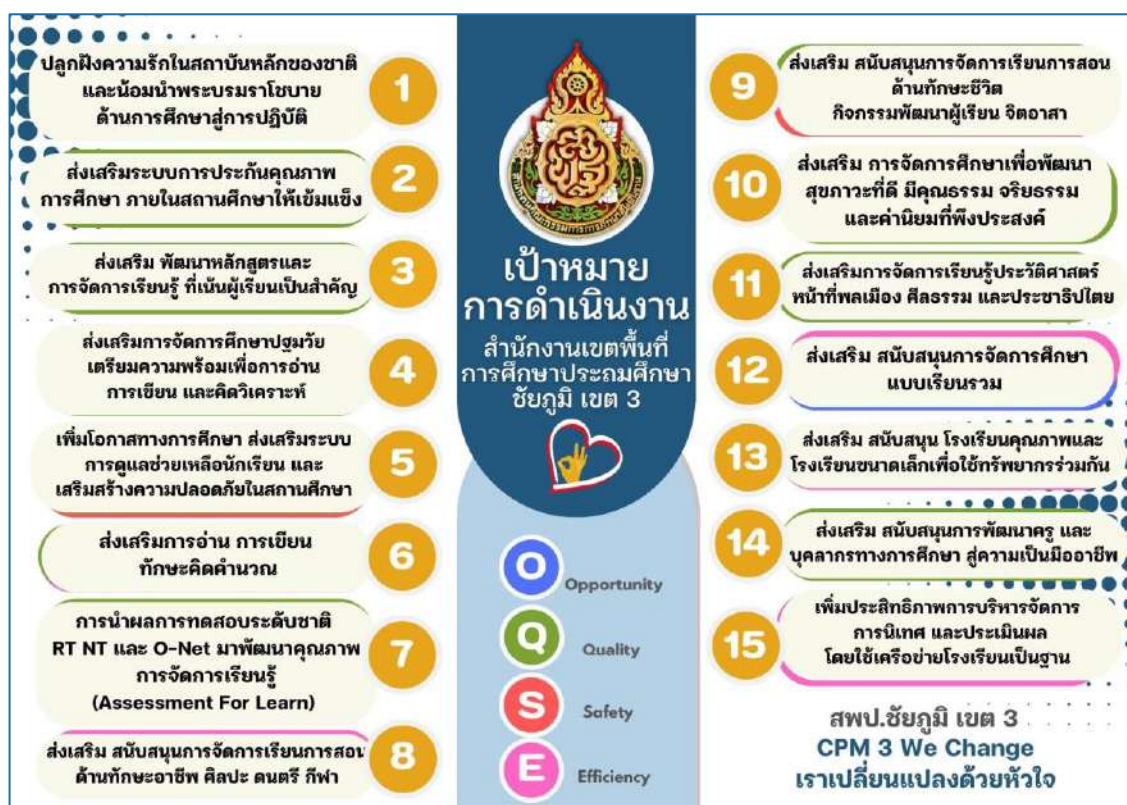 ปลูกฝังความรักในสถาบันหลักของชาติ
และน้อมนำพระบรมราโชบาย
ด้านการศึกษาสู่การปฏิบัติ
1
ส่งเสริมระบบการประกันคุณภาพ
การศึกษา ภายในสถานศึกษาให้เข้มแข็ง
2
ส่งเสริม พัฒนาหลักสูตรและ
การจัดการเรียนรู้ ที่เน้นผู้เรียนเป็นสำคัญ
3
ส่งเสริมการจัดการศึกษาปฐมวัย
เตรียมความพร้อมเพื่อการอ่าน
การเขียน และคิดวิเคราะห์
4
เพิ่มโอกาสทางการศึกษา ส่งเสริมระบบ
การดูแลช่วยเหลือนักเรียน และ
เสริมสร้างความปลอดภัยในสถานศึกษา
5
ส่งเสริมการอ่าน การเขียน
ทักษะคิดคำนวณ
6
การนำผลการทดสอบระดับชาติ
RT NT และ O-Net มาพัฒนาคุณภาพ
การจัดการเรียนรู้
(Assessment For Learn)
7
ส่งเสริม สนับสนุนการจัดการเรียนการสอน
ด้านทักษะอาชีพ ศิลปะ ดนตรี กีฬา
8
สำนักงานคณะกรรมการการศึกษาขั้นพื้นฐาน
เป้าหมาย
การดำเนินงาน
สำนักงานเขตพื้นที่
การศึกษาประถมศึกษา
ชัยภูมิ เขต 3
O
Opportunity
Q
Quality
S
Safety
E
Efficiency
9
ส่งเสริม สนับสนุนการจัดการเรียนการสอน
ด้านทักษะชีวิต
กิจกรรมพัฒนาผู้เรียน จิตอาสา
10
ส่งเสริม การจัดการศึกษาเพื่อพัฒนา
สุขภาวะที่ดี มีคุณธรรม จริยธรรม
และค่านิยมที่พึงประสงค์
11
ส่งเสริมการจัดการเรียนรู้ประวัติศาสตร์
หน้าที่พลเมือง ศีลธรรม และประชาธิปไตย
12
ส่งเสริม สนับสนุนการจัดการศึกษา
แบบเรียนรวม
13
ส่งเสริม สนับสนุน โรงเรียนคุณภาพและ
โรงเรียนขนาดเล็กเพื่อใช้ทรัพยากรร่วมกัน
14
ส่งเสริม สนับสนุนการพัฒนาครู และ
บุคลากรทางการศึกษา สู่ความเป็นมืออาชีพ
15
เพิ่มประสิทธิภาพการบริหารจัดการ
การนิเทศ และประเมินผล
โดยใช้เครือข่ายโรงเรียนเป็นฐาน
สพป.ชัยภูมิ เขต 3
CPM 3 We Change
เราเปลี่ยนแปลงด้วยหัวใจ